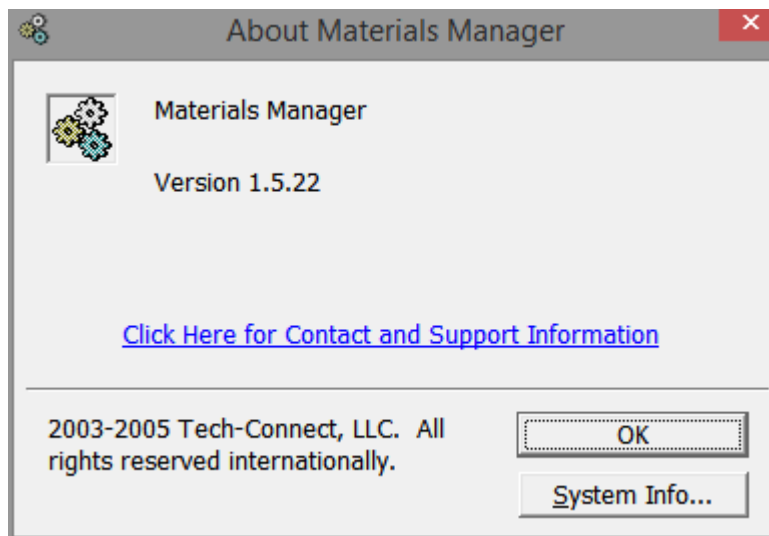 About Materials Manager
Materials Manager
Version 1.5.22
Click Here for Contact and Support Information
2003-2005 Tech-Connect, LLC.  All
rights reserved internationally.
OK
System Info...